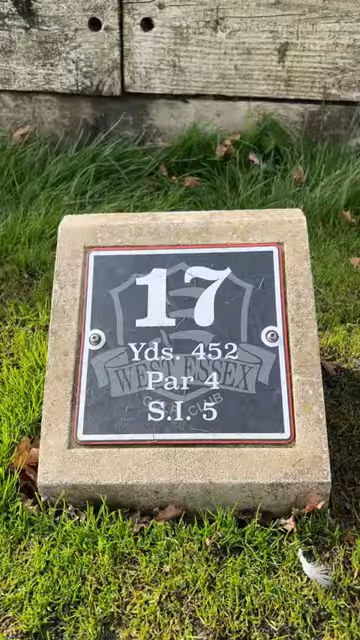 17
Yds. 452
WEST ESSEX
Par 4
GOLF CLUB
S.I. 5